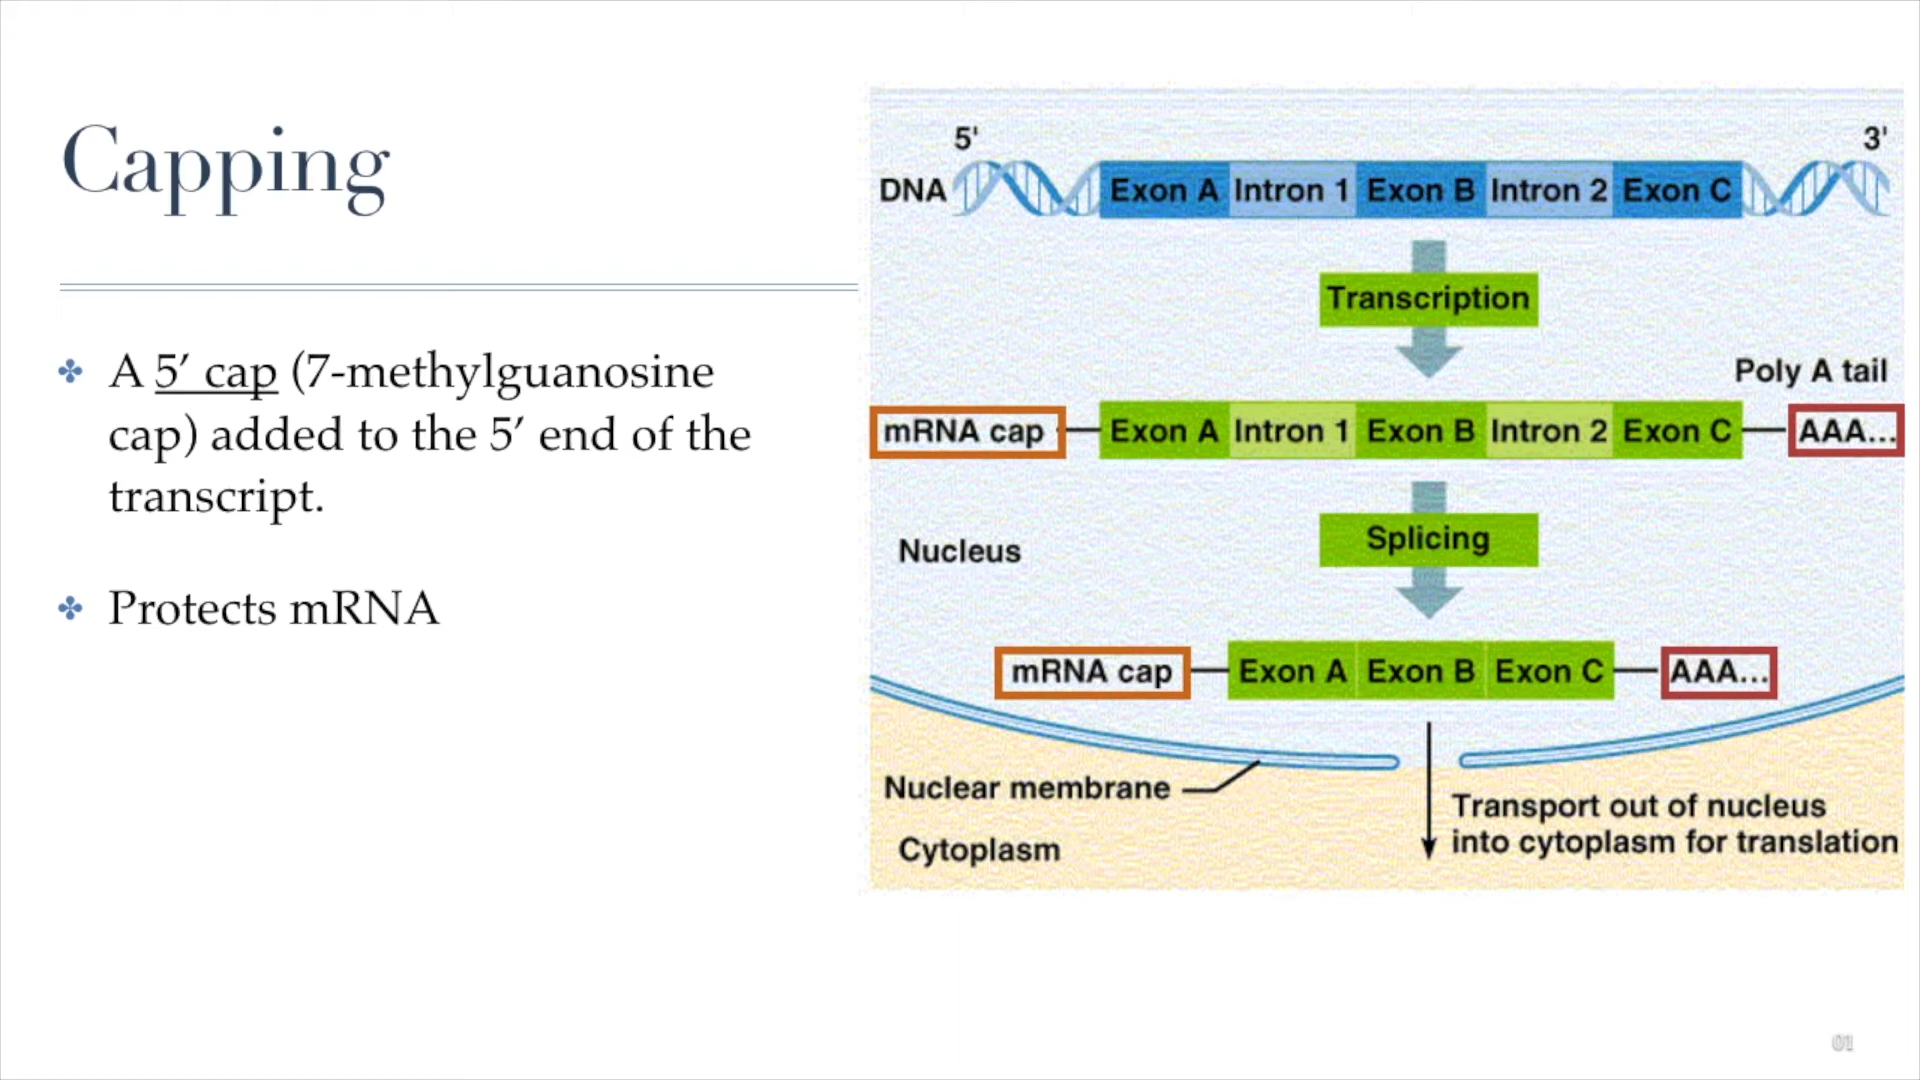 Capping
A 5′ cap (7-methylguanosine
cap) added to the 5′ end of the
transcript.
Protects mRNA
5' 3'
DNA Exon A Intron 1 Exon B Intron 2 Exon C
Transcription
Poly A tail
mRNA cap Exon A Intron 1 Exon B Intron 2 Exon C AAA...
Nucleus
Splicing
mRNA cap Exon A Exon B Exon C AAA...
Nuclear membrane
Transport out of nucleus
into cytoplasm for translation
Cytoplasm
01